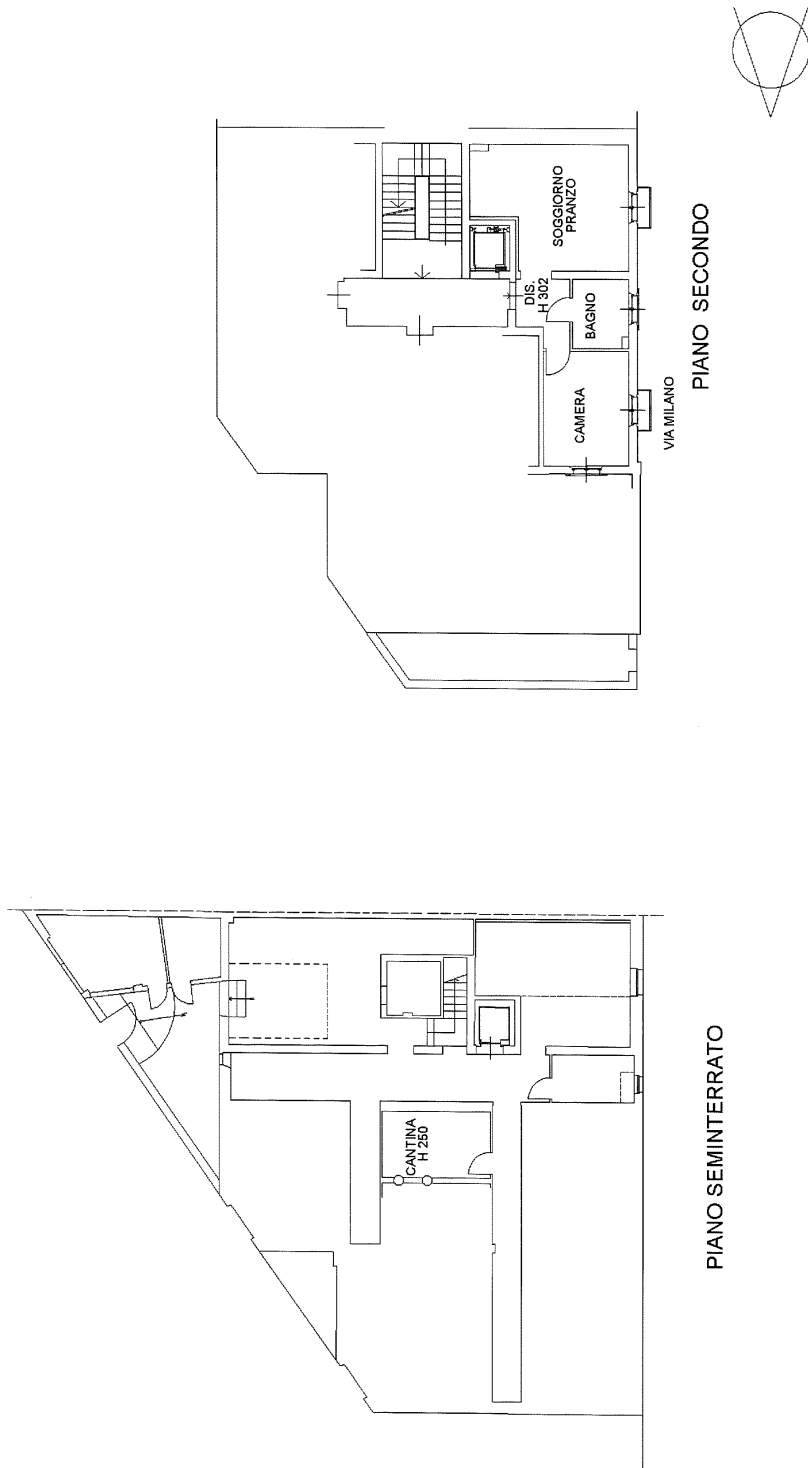 SOGGIORNO
PRANZO
DIS.
H 302
BAGNO
CAMERA
VIA MILANO
PIANO SECONDO
CANTINA
H 250
PIANO SEMINTERRATO